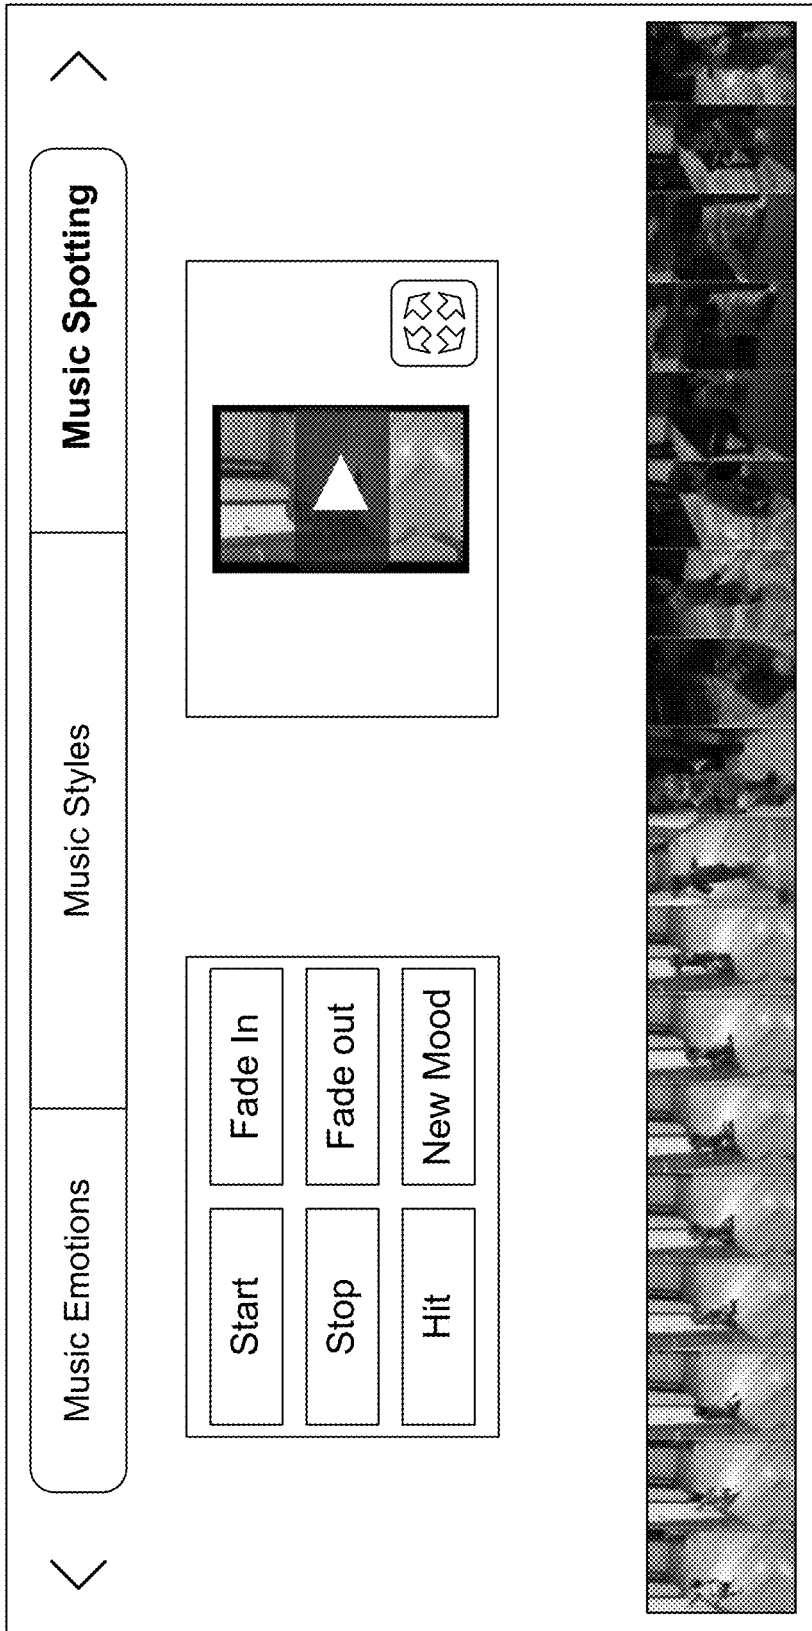 Music Emotions
Music Styles
Music Spotting
Start
Fade In
Stop
Fade out
Hit
New Mood